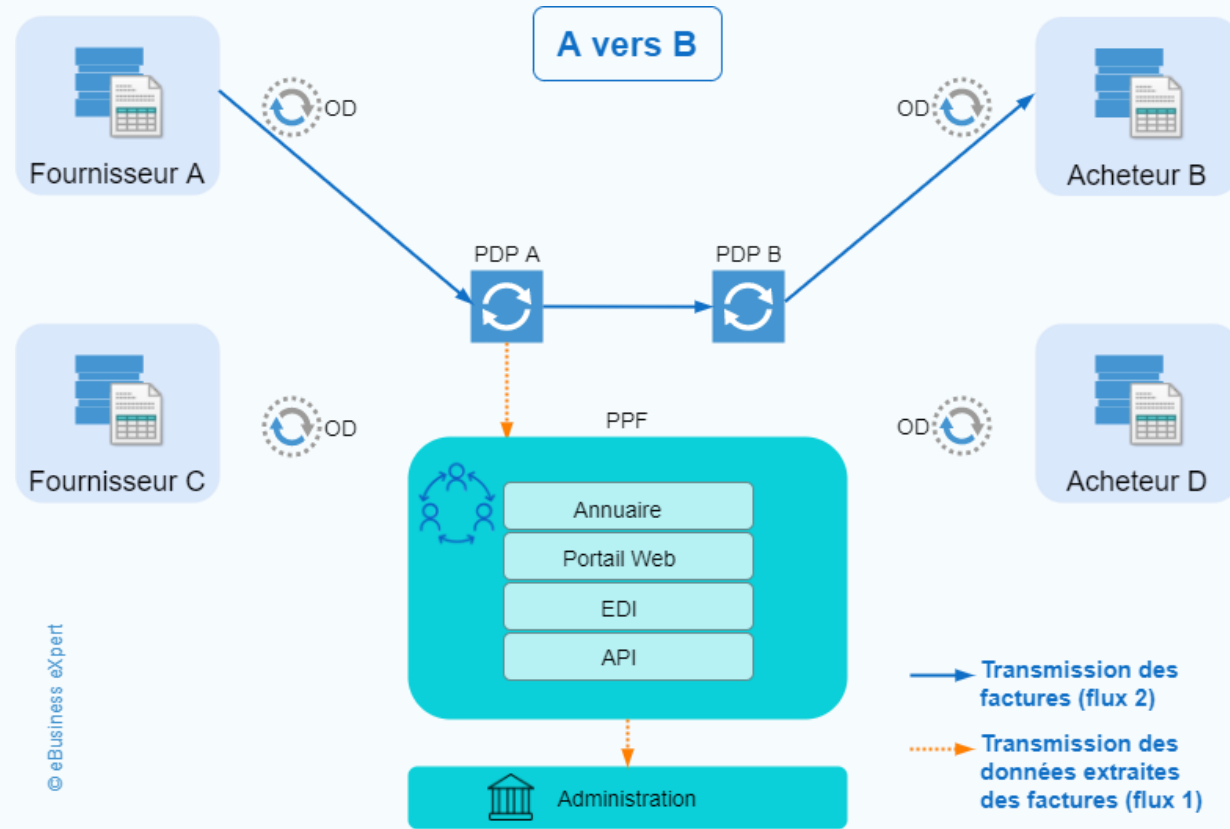 A vers B
OD
OD
Fournisseur A
Acheteur B
PDP A
PDP B
OD
PPF
OD
Fournisseur C
Acheteur D
Annuaire
Portail Web
EDI
API
© eBusiness eXpert
Transmission des
factures (flux 2)
Transmission des
données extraites
des factures (flux 1)
Administration